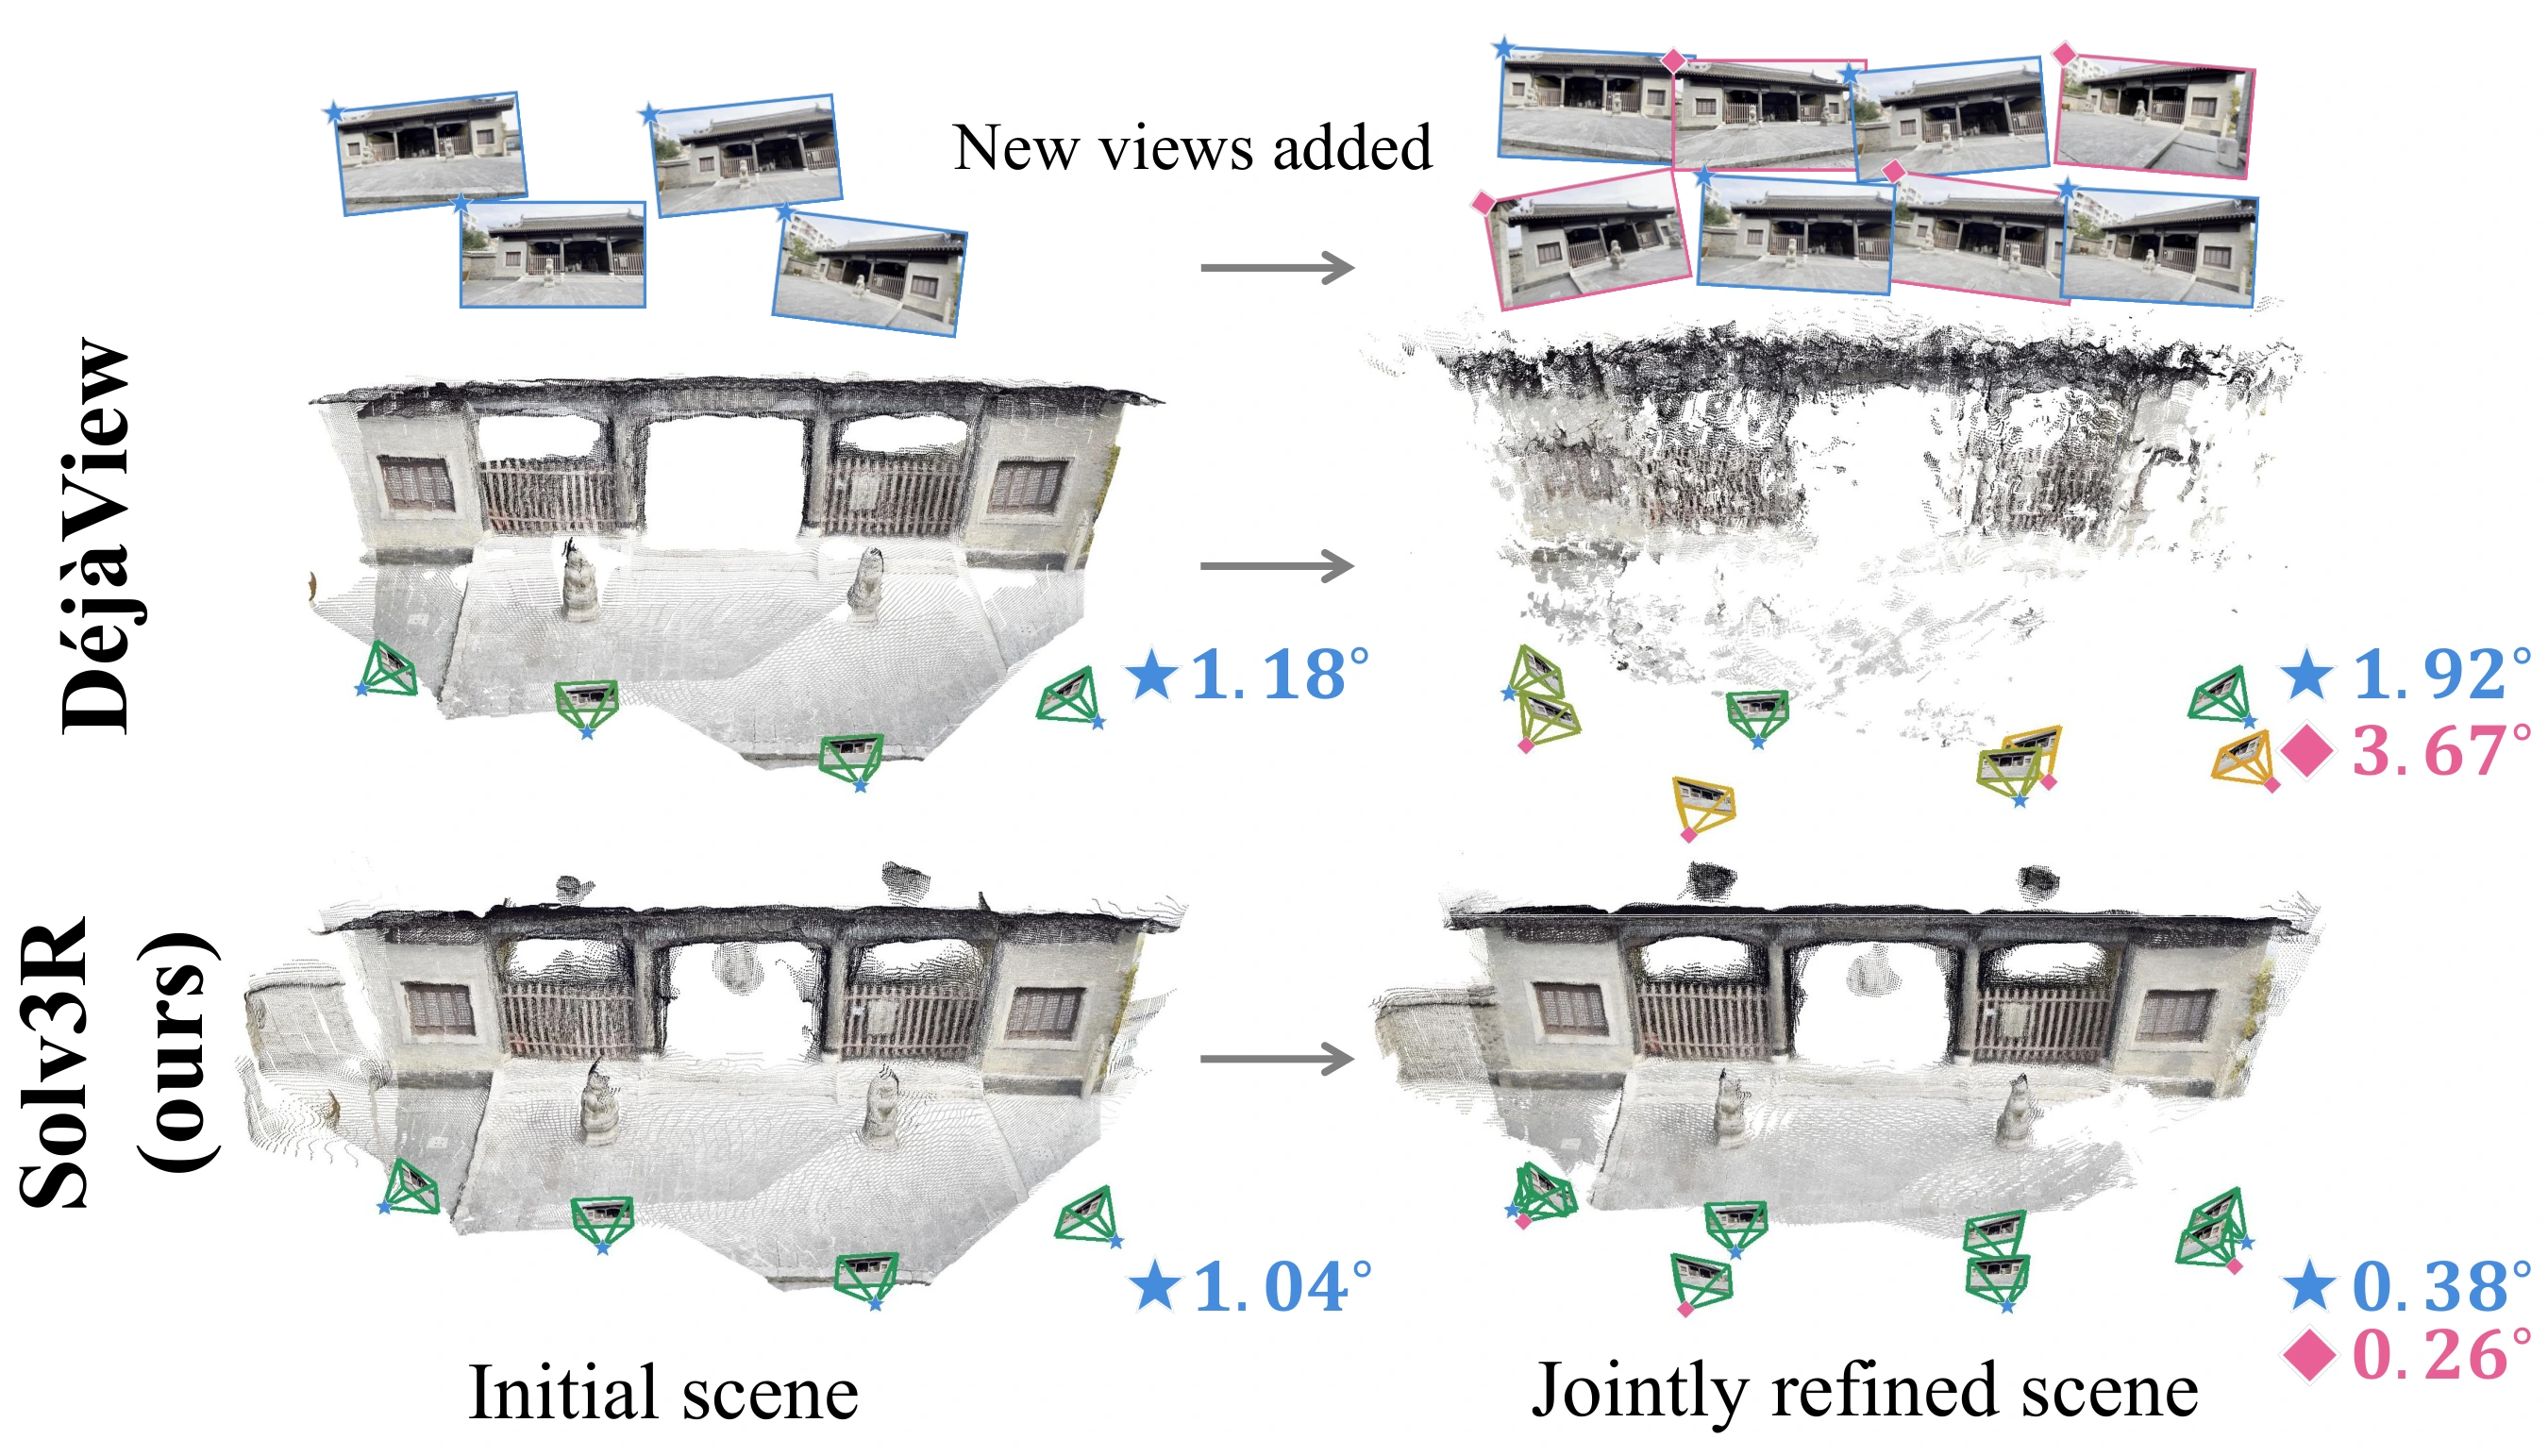 New views added
DéjàView
★1.18°
★1.92°
◆3.67°
Solv3R
(ours)
★1.04°
★0.38°
◆0.26°
Initial scene
Jointly refined scene